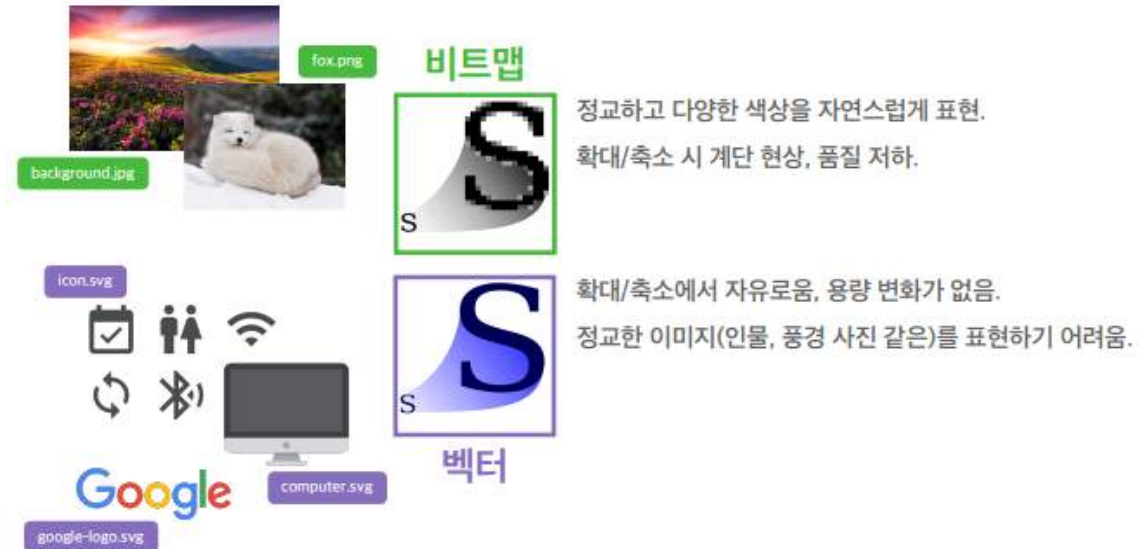 fox.png
background.jpg
비트맵
S
S
정교하고 다양한 색상을 자연스럽게 표현.
확대/축소 시 계단 현상, 품질 저하.
icon.svg
computer.svg
Google
google-logo.svg
S
S
벡터
확대/축소에서 자유로움, 용량 변화가 없음.
정교한 이미지(인물, 풍경 사진 같은)를 표현하기 어려움.